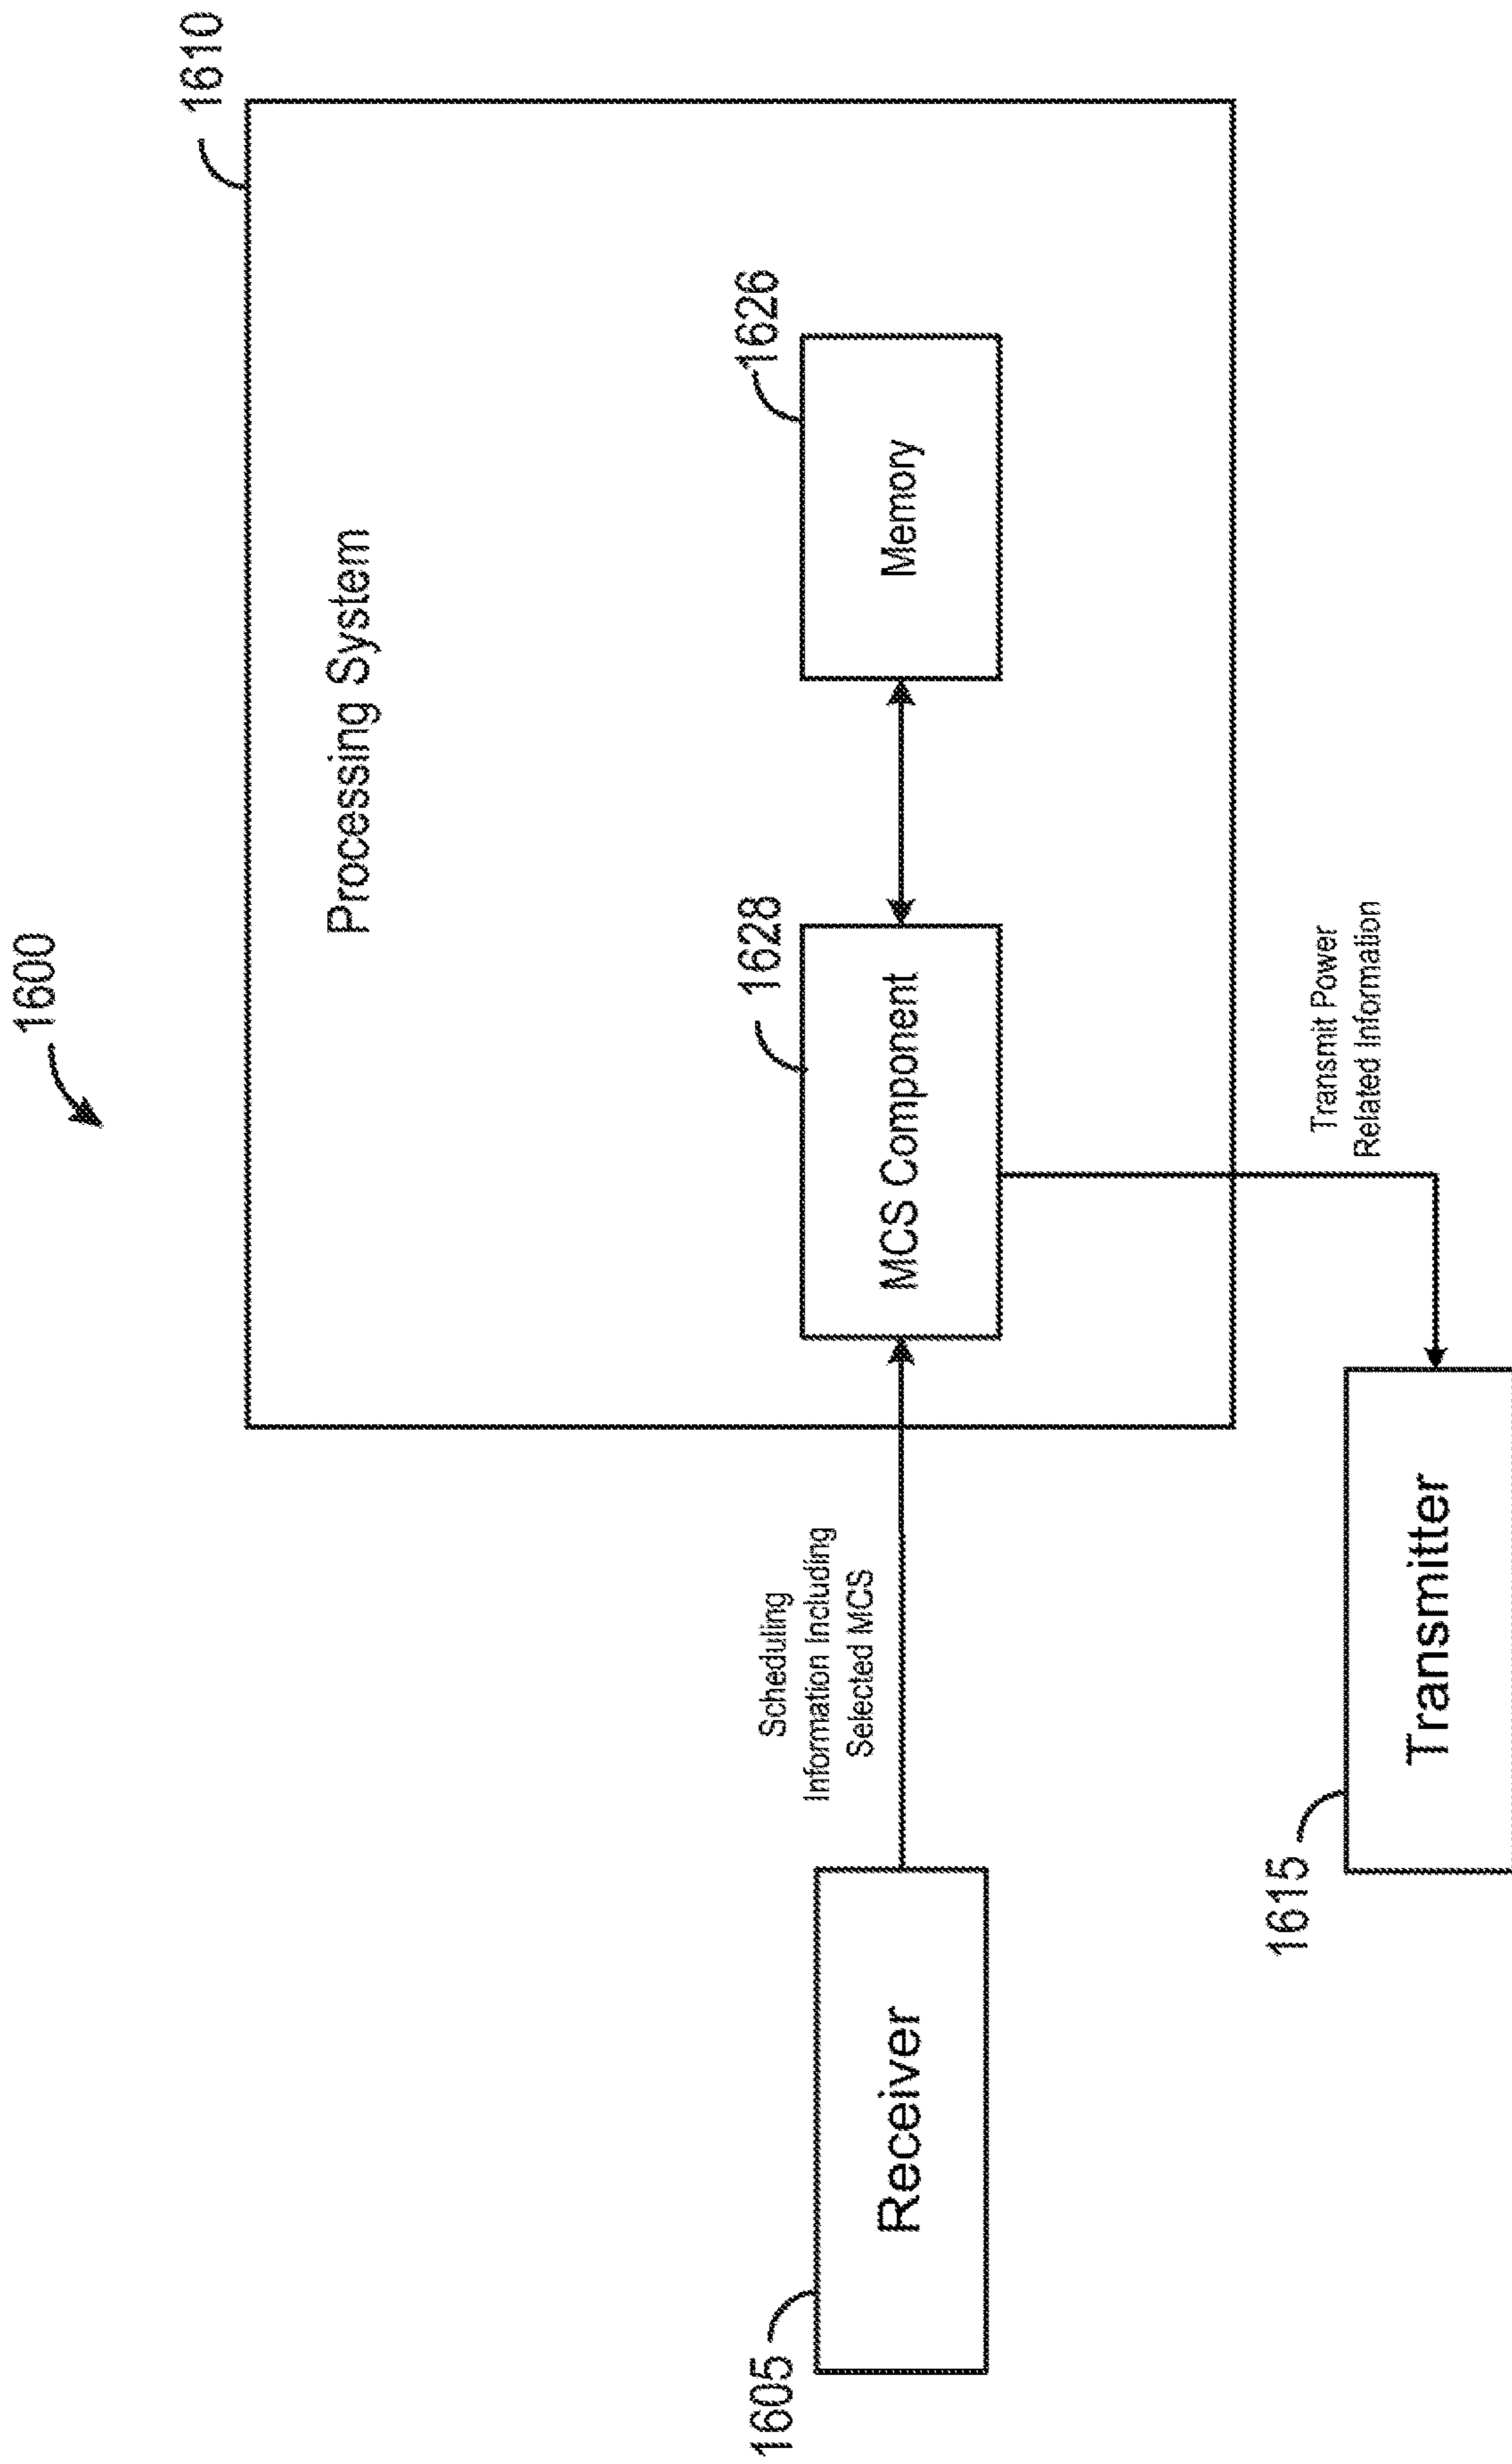 1600
1610
Processing System
1628
MCS Component
1626
Memory
Scheduling
Information Including
Selected MCS
1605
Receiver
Transmit Power
Related Information
1615
Transmitter